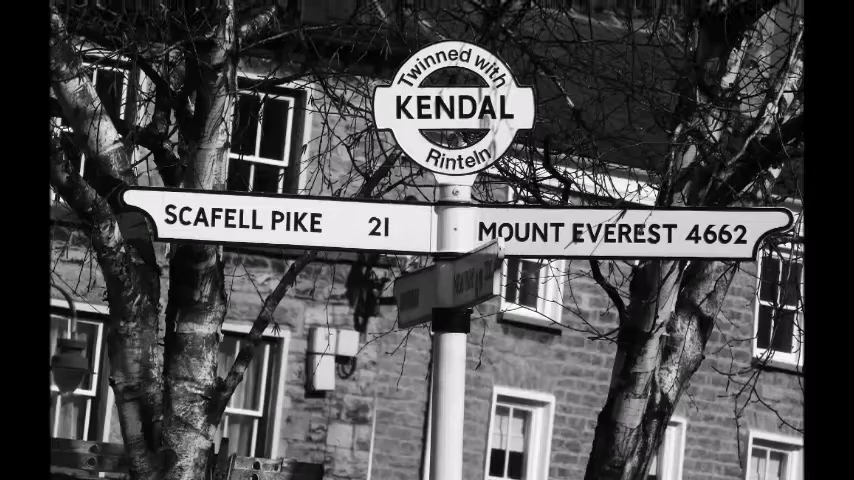 Twinned with
KENDAL
Rinteln
SCAFELL PIKE 21
MOUNT EVEREST 4662